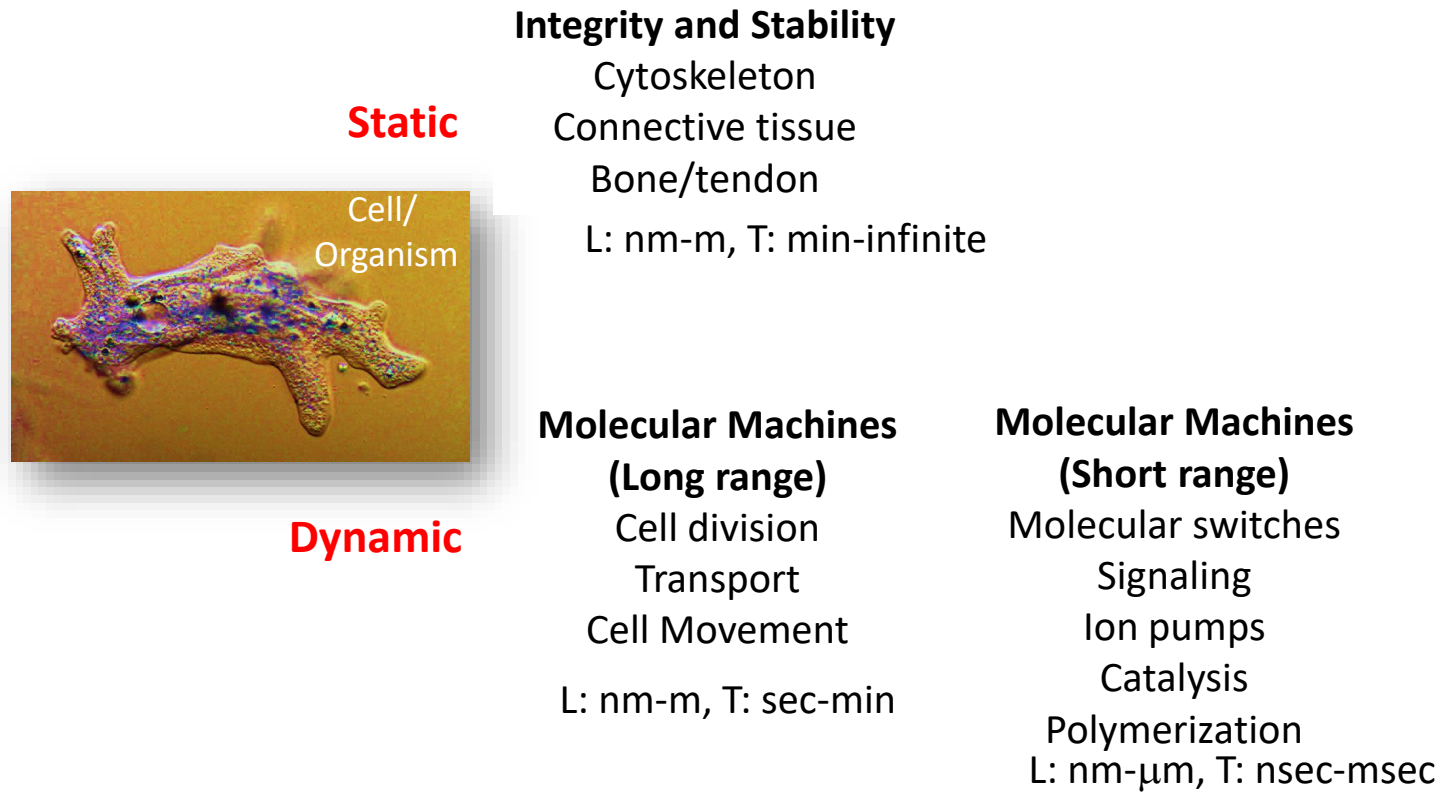 Integrity and Stability
Cytoskeleton
Connective tissue
Bone/tendon
L: nm-m, T: min-infinite
Static
Cell/
Organism
Dynamic
Molecular Machines
(Long range)
Cell division
Transport
Cell Movement
L: nm-m, T: sec-min
Molecular Machines
(Short range)
Molecular switches
Signaling
Ion pumps
Catalysis
Polymerization
L: nm-μm, T: nsec-msec